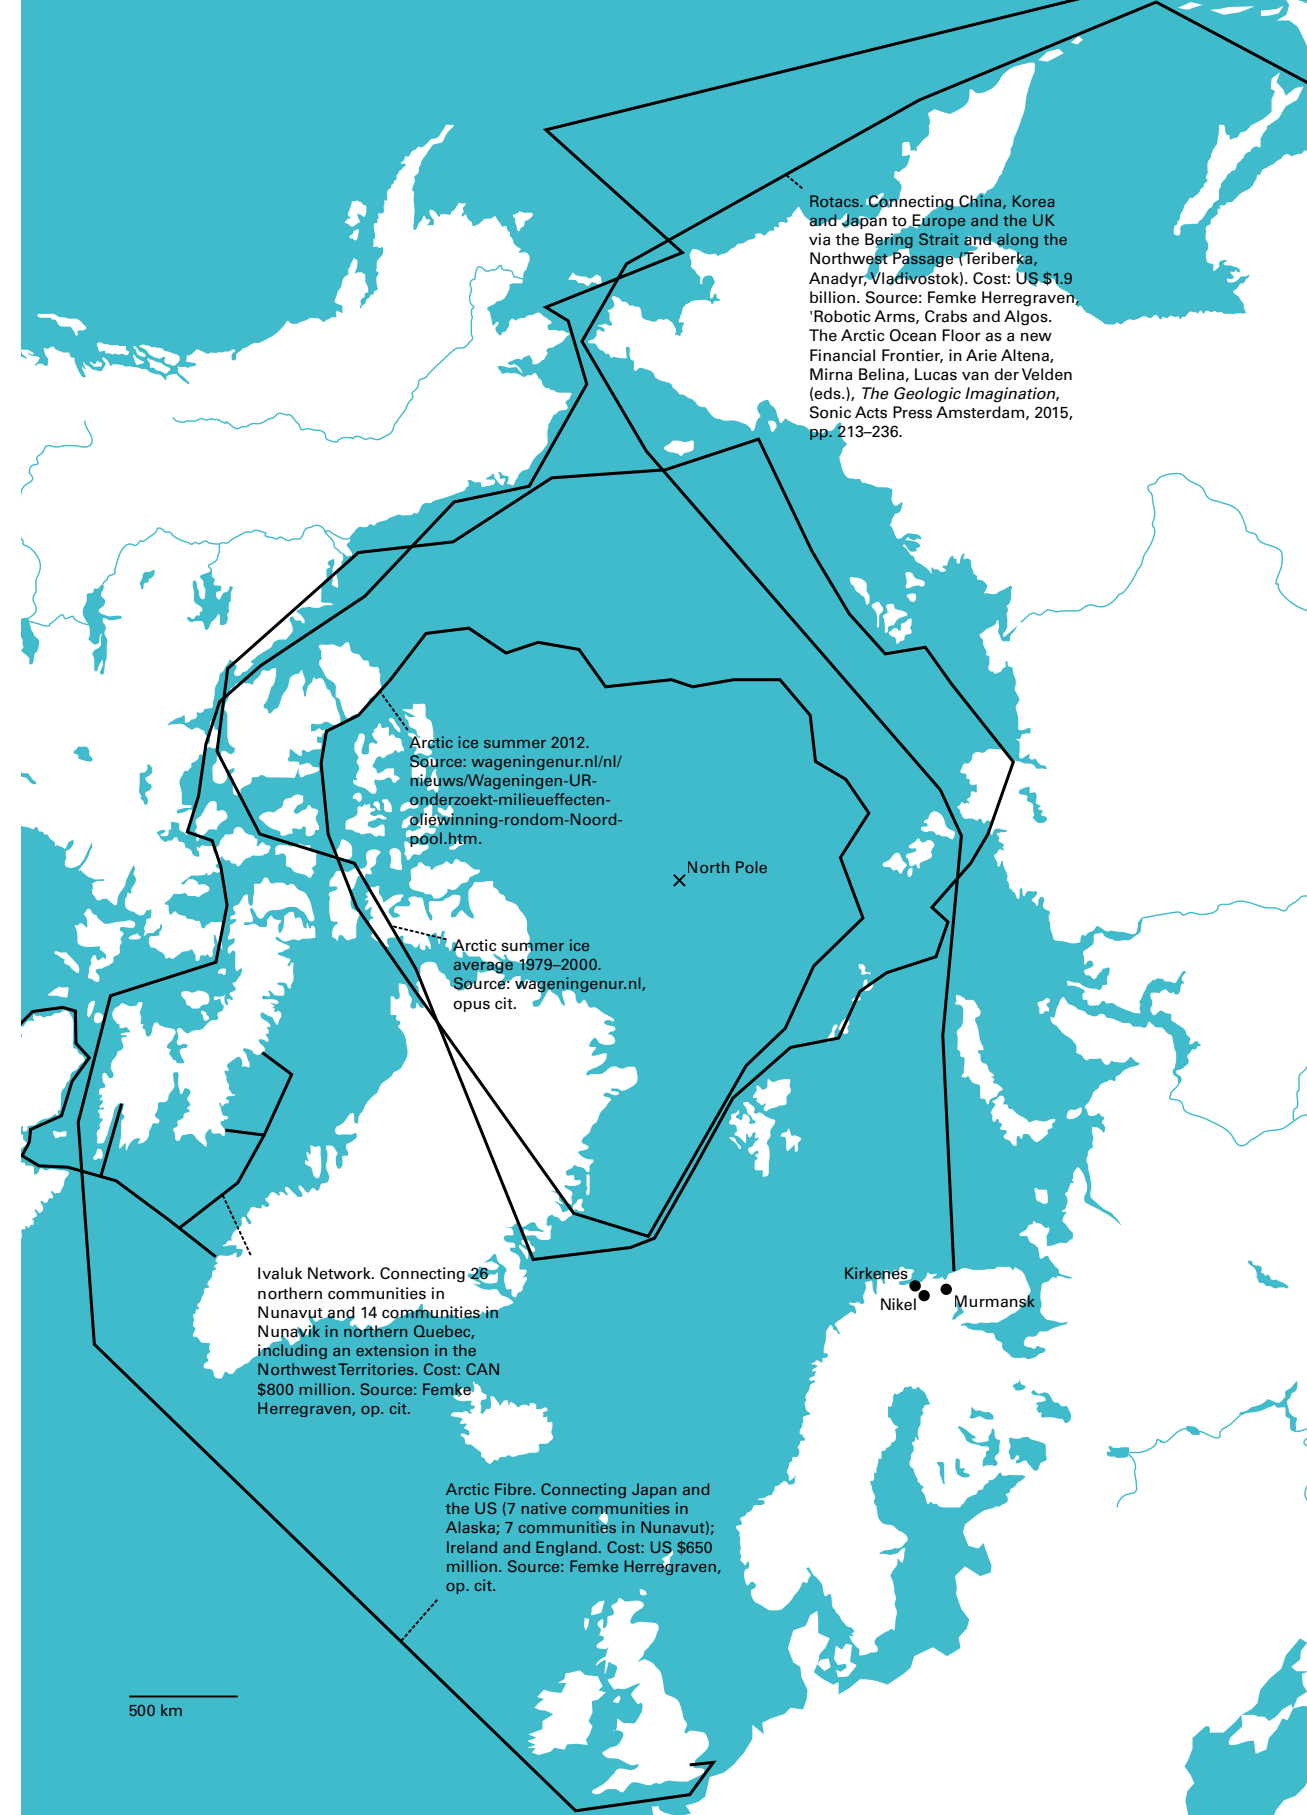 Rotacs. Connecting China, Korea
and Japan to Europe and the UK
via the Bering Strait and along the
Northwest Passage (Teriberka,
Anadyr, Vladivostok). Cost: US $1.9
billion. Source: Femke Herregraven,
'Robotic Arms, Crabs and Algos.
The Arctic Ocean Floor as a new
Financial Frontier, in Arie Altena,
Mirna Belina, Lucas van der Velden
(eds.), The Geologic Imagination,
Sonic Acts Press Amsterdam, 2015,
pp. 213–236.
Arctic ice summer 2012.
Source: wageningenur.nl/nl/
nieuws/Wageningen-UR-
onderzoekt-milieueffecten-
oliewinning-rondom-Noord-
pool.htm.
North Pole
Arctic summer ice
average 1979–2000.
Source: wageningenur.nl,
opus cit.
Ivaluk Network. Connecting 26
northern communities in
Nunavut and 14 communities in
Nunavik in northern Quebec,
including an extension in the
Northwest Territories. Cost: CAN
$800 million. Source: Femke
Herregraven, op. cit.
Kirkenes
Nikel
Murmansk
Arctic Fibre. Connecting Japan and
the US (7 native communities in
Alaska; 7 communities in Nunavut);
Ireland and England. Cost: US $650
million. Source: Femke Herregraven,
op. cit.
500 km